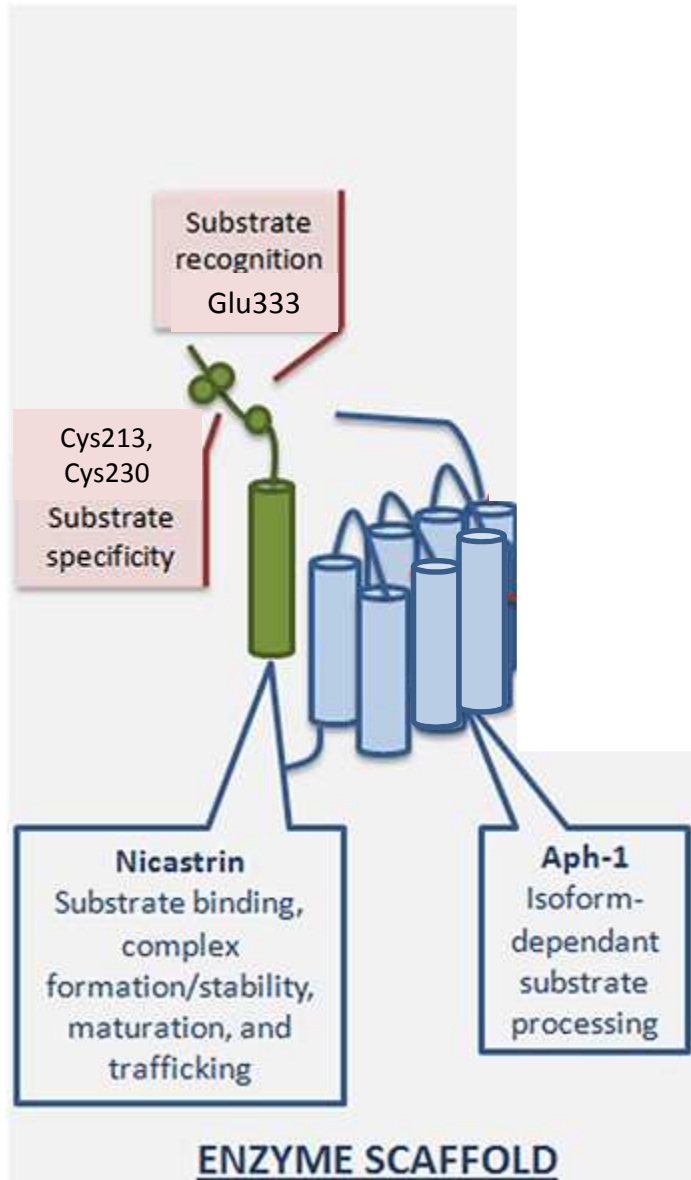 Substrate
recognition
Glu333
Cys213,
Cys230
Substrate
specificity
Nicastrin
Substrate binding,
complex
formation/stability,
maturation, and
trafficking
Aph-1
Isoform-
dependant
substrate
processing
ENZYME SCAFFOLD